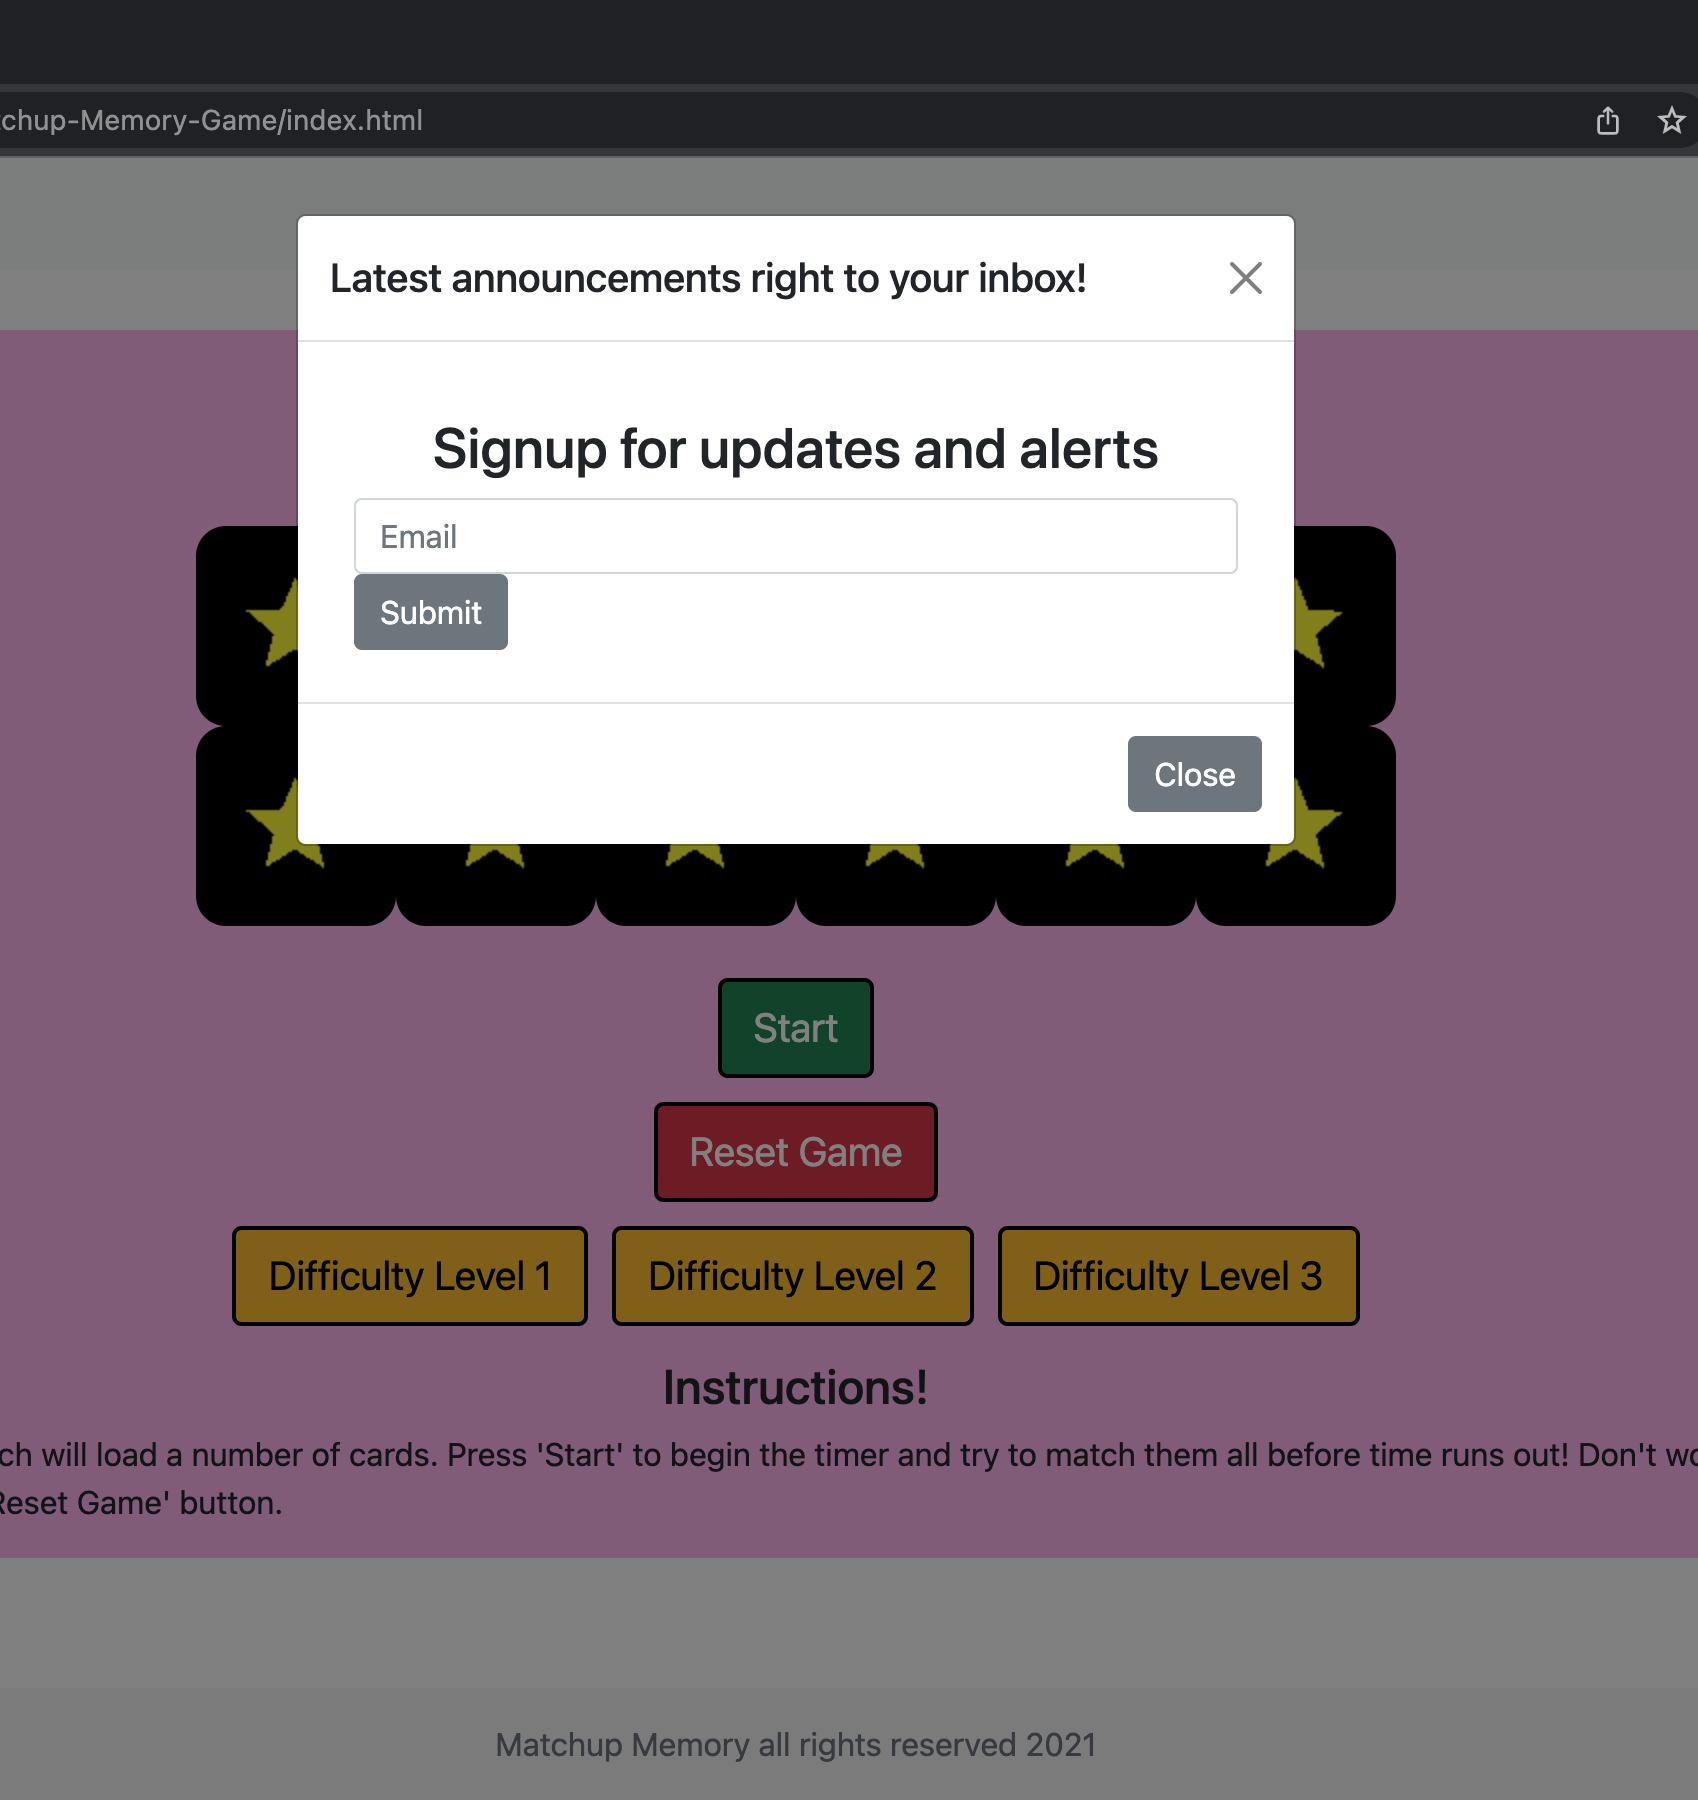 chup-Memory-Game/index.html
Latest announcements right to your inbox!
Signup for updates and alerts
Email
Submit
Close
Start
Reset Game
Difficulty Level 1 Difficulty Level 2 Difficulty Level 3
Instructions!
ch will load a number of cards. Press 'Start' to begin the timer and try to match them all before time runs out! Don't wo
Reset Game' button.
Matchup Memory all rights reserved 2021